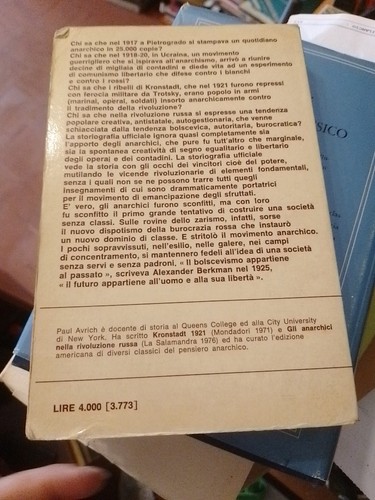 Chi sa che nel 1917 a Pietrogrado si stampava un quotidiano
anarchico in 25.000 copie?
Chi sa che nel 1918-20, in Ucraina, un movimento
guerrigliero che si ispirava all'anarchismo, arrivò a riunire
decine di migliaia di contadini e diede vita ad un esperimento
di comunismo libertario che difese contro i bianchi
e contro i rossi?
Chi sa che i ribelli di Kronstadt, che nel 1921 furono repressi
con ferocia militare da Trotsky, erano popolo in armi
(marinai, operai, soldati) insorto anarchicamente contro
il tradimento della rivoluzione?
Chi sa che nella rivoluzione russa si espresse una tendenza
popolare creativa, antistatale, autogestionaria, che venne
schiacciata dalla tendenza bolscevica, autoritaria, burocratica?
La storiografia ufficiale ignora quasi completamente sia
l'apporto degli anarchici, che pure fu tutt'altro che marginale,
sia la spontanea creatività di segno egualitario e libertario
degli operai e dei contadini. La storiografia ufficiale
vede la storia con gli occhi dei vincitori cioè del potere,
mutilando le vicende rivoluzionarie di elementi fondamentali,
senza i quali non se ne possono trarre tutti quegli
insegnamenti di cui sono drammaticamente portatrici
per il movimento di emancipazione degli sfruttati.
E' vero, gli anarchici furono sconfitti, ma con loro
fu sconfitto il primo grande tentativo di costruire una società
senza classi. Sulle rovine dello zarismo, infatti, sorse
il nuovo dispotismo della burocrazia rossa che instaurò
un nuovo dominio di classe. E stritolò il movimento anarchico.
I pochi sopravvissuti, nell'esilio, nelle galere, nei campi
di concentramento, si mantennero fedeli all'idea di una società
senza servi e senza padroni, « Il bolscevismo appartiene
al passato », scriveva Alexander Berkman nel 1925,
« il futuro appartiene all'uomo e alla sua libertà ».
Paul Avrich è docente di storia al Queens College ed alla City University
di New York. Ha scritto Kronstadt 1921 (Mondadori 1971) e Gli anarchici
nella rivoluzione russa (La Salamandra 1976) ed ha curato l'edizione
americana di diversi classici del pensiero anarchico.
LIRE 4.000 [3.773]
SICO